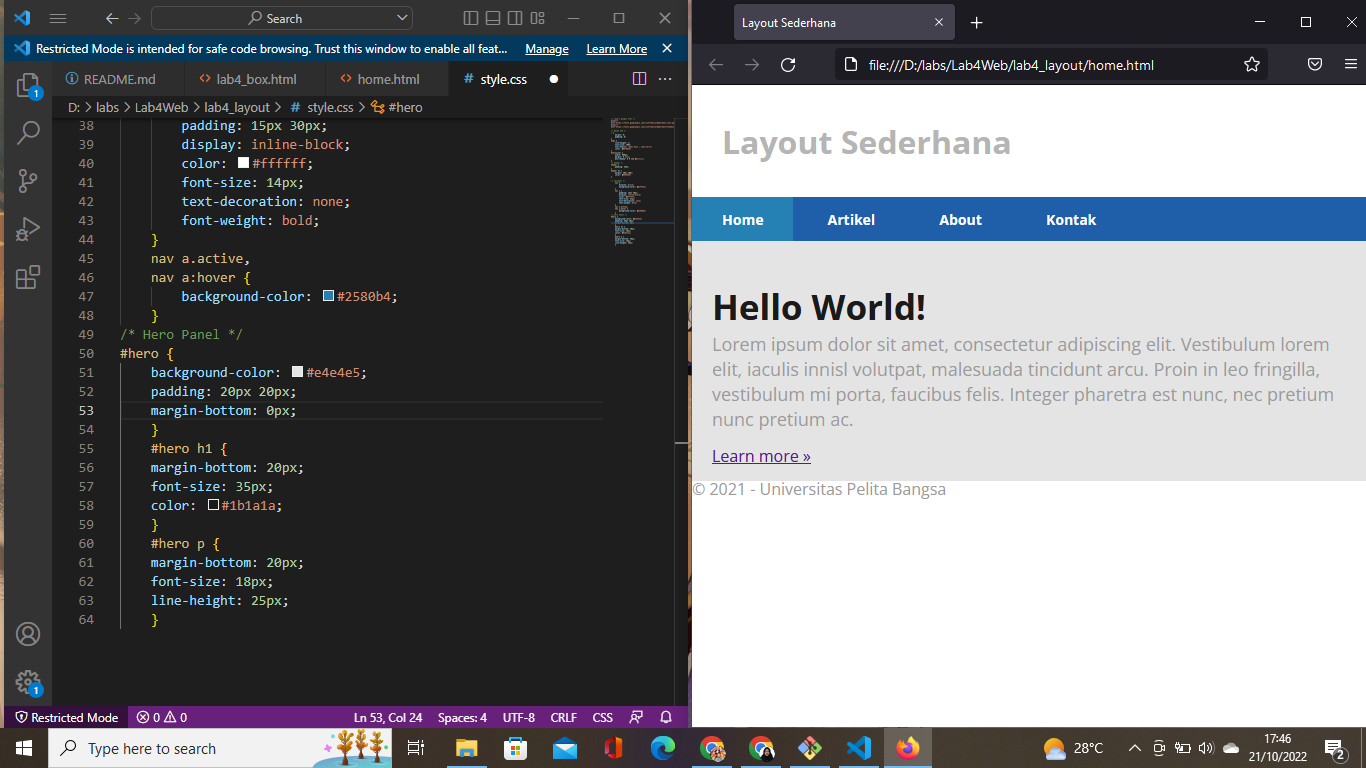 Search
Restricted Mode is intended for safe code browsing. Trust this window to enable all feat... Manage Learn More
README.md lab4_box.html home.html # style.css
D: > labs > Lab4Web > lab4_layout > # style.css > #hero
38 padding: 15px 30px;
39 display: inline-block;
40 color: #ffffff;
41 font-size: 14px;
42 text-decoration: none;
43 font-weight: bold;
44 }
45 nav a.active,
46 nav a:hover {
47 background-color: #2580b4;
48 }
49 /* Hero Panel */
50 #hero {
51 background-color: #e4e4e5;
52 padding: 20px 20px;
53 margin-bottom: 0px;
54 }
55 #hero h1 {
56 margin-bottom: 20px;
57 font-size: 35px;
58 color: #1b1a1a;
59 }
60 #hero p {
61 margin-bottom: 20px;
62 font-size: 18px;
63 line-height: 25px;
64 }
1
1
Restricted Mode 0 0 Ln 53, Col 24 Spaces: 4 UTF-8 CRLF CSS
Layout Sederhana
file:///D:/labs/Lab4Web/lab4_layout/home.html
Layout Sederhana
Home Artikel About Kontak
Hello World!
Lorem ipsum dolor sit amet, consectetur adipiscing elit. Vestibulum lorem
elit, iaculis innisl volutpat, malesuada tincidunt arcu. Proin in leo fringilla,
vestibulum mi porta, faucibus felis. Integer pharetra est nunc, nec pretium
nunc pretium ac.
Learn more »
© 2021 - Universitas Pelita Bangsa
Type here to search
28°C
17:46
21/10/2022
2